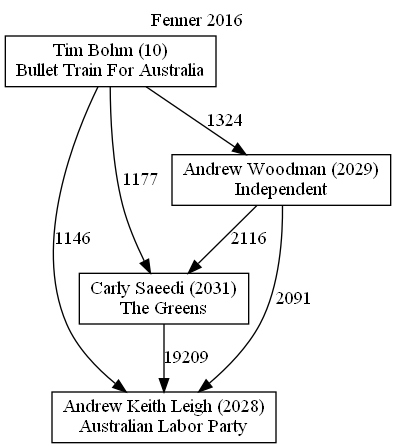 Fenner 2016
Tim Bohm (10)
Bullet Train For Australia
1324
Andrew Woodman (2029)
Independent
1177
1146
2116
Carly Saeedi (2031)
The Greens
2091
19209
Andrew Keith Leigh (2028)
Australian Labor Party